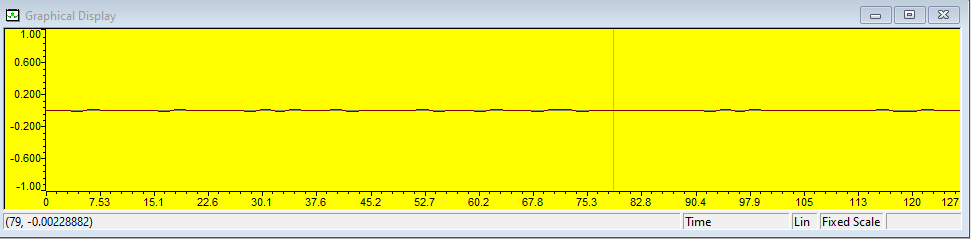 Graphical Display
1.00
0.600
0.200
-0.200
-0.600
-1.00
0 7.53 15.1 22.6 30.1 37.6 45.2 52.7 60.2 67.8 75.3 82.8 90.4 97.9 105 113 120 127
(79, -0.00228882) Time Lin Fixed Scale